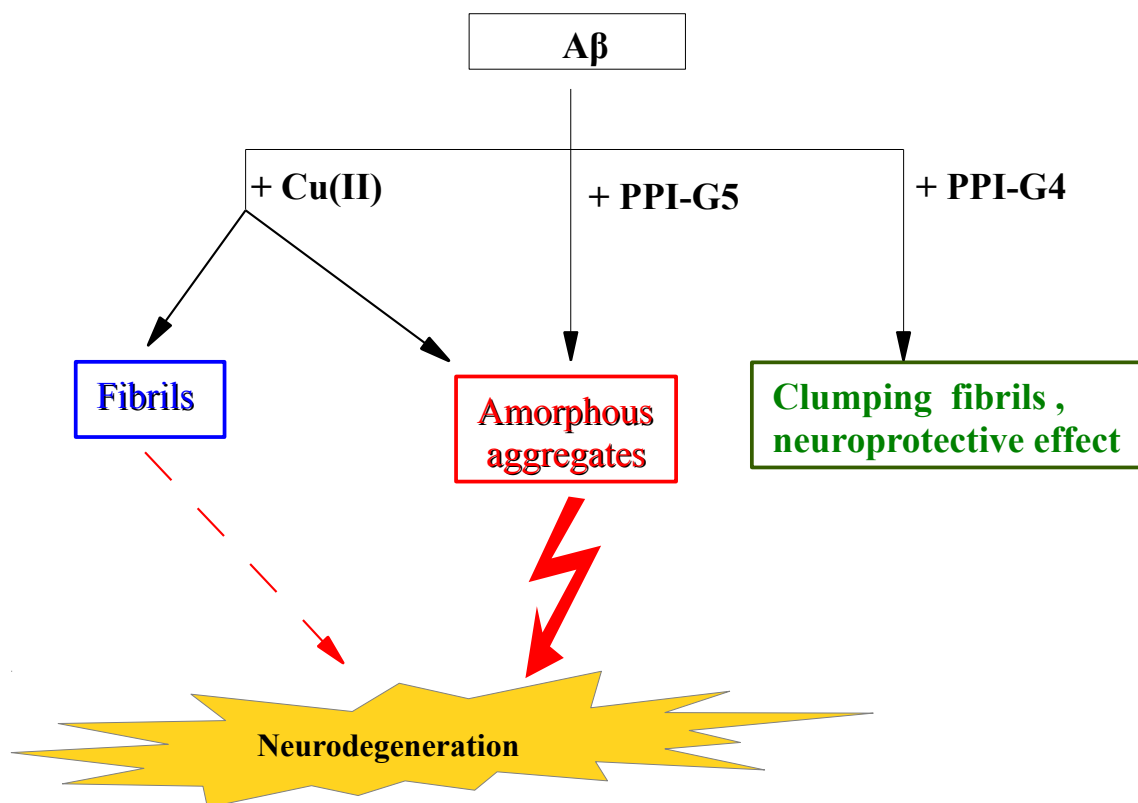 Aβ
+ Cu(II)
+ PPI-G5
+ PPI-G4
Fibrils
Amorphous
aggregates
Clumping fibrils ,
neuroprotective effect
Neurodegeneration